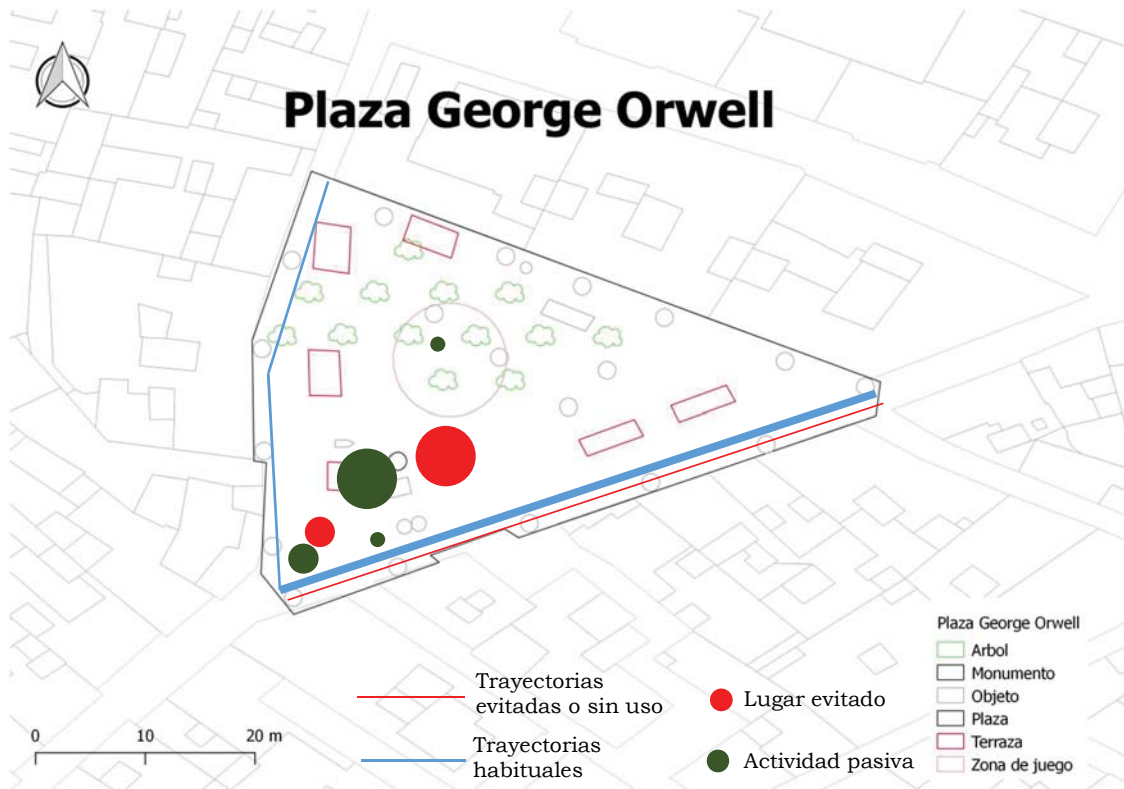 Plaza George Orwell
Plaza George Orwell
Arbol
Monumento
Objeto
Plaza
Terraza
Zona de juego
Trayectorias
evitadas o sin uso
Lugar evitado
Trayectorias
habituales
Actividad pasiva
0 10 20 m